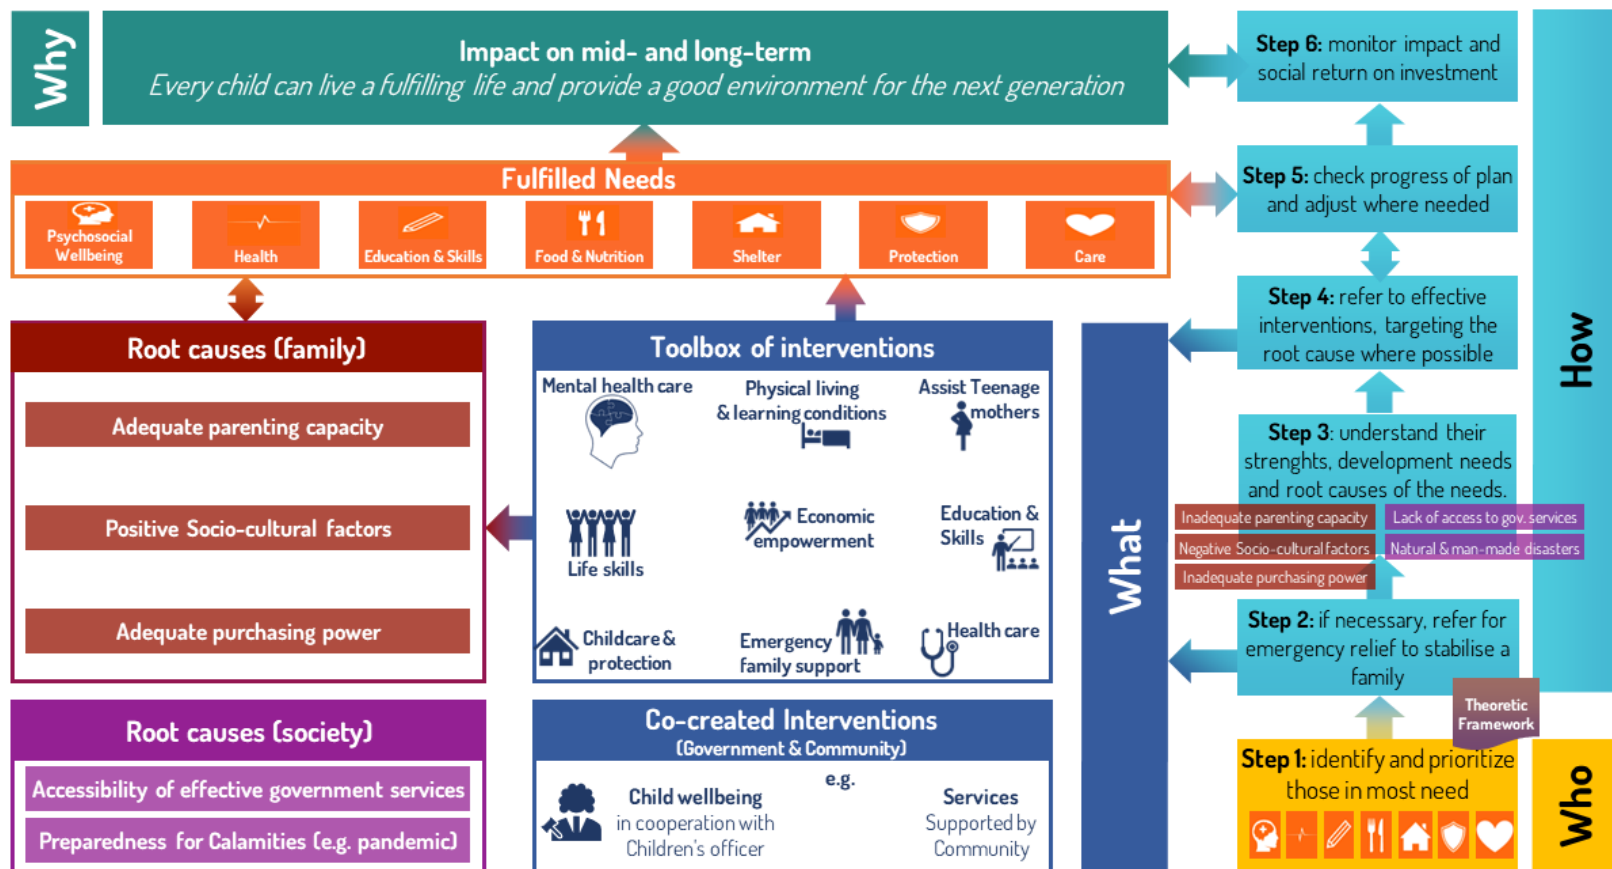 Why
Impact on mid- and long-term
Every child can live a fulfilling life and provide a good environment for the next generation
Fulfilled Needs
Psychosocial
Wellbeing
Health
Education & Skills
Food & Nutrition
Shelter
Protection
Care
Root causes (family)
Adequate parenting capacity
Positive Socio-cultural factors
Adequate purchasing power
Root causes (society)
Accessibility of effective government services
Preparedness for Calamities (e.g. pandemic)
Toolbox of interventions
Mental health care
Physical living
& learning conditions
Assist Teenage
mothers
Life skills
Economic
empowerment
Education &
Skills
Childcare &
protection
Emergency
family support
Health care
Co-created Interventions
(Government & Community)
e.g.
Child wellbeing
in cooperation with
Children's officer
Services
Supported by
Community
What
Step 6: monitor impact and
social return on investment
Step 5: check progress of plan
and adjust where needed
Step 4: refer to effective
interventions, targeting the
root cause where possible
Step 3: understand their
strenghts, development needs
and root causes of the needs.
Inadequate parenting capacity
Lack of access to gov. services
Negative Socio-cultural factors
Natural & man-made disasters
Inadequate purchasing power
Step 2: if necessary, refer for
emergency relief to stabilise a
family
Theoretic
Framework
Step 1: identify and prioritize
those in most need
How
Who